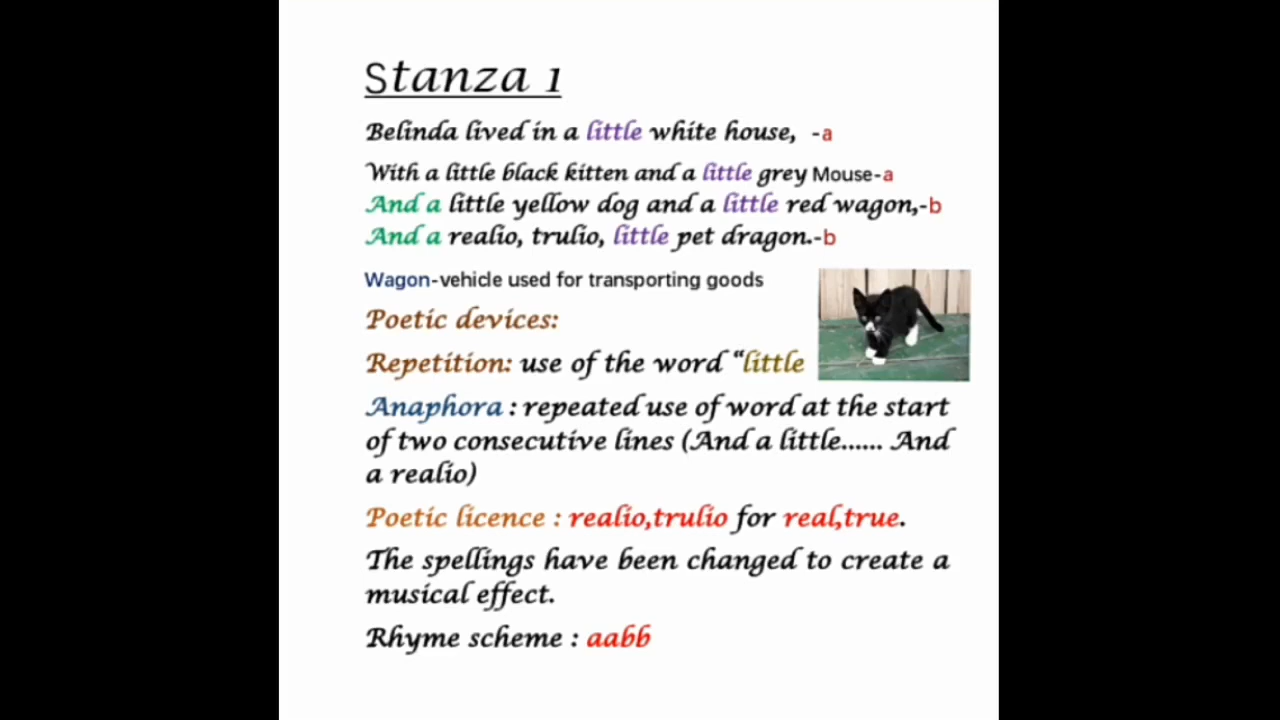 Stanza 1
Belinda lived in a little white house, -a
With a little black kitten and a little grey Mouse-a
And a little yellow dog and a little red wagon,-b
And a realio, trulio, little pet dragon.-b
Wagon-vehicle used for transporting goods
Poetic devices:
Repetition: use of the word “little
Anaphora : repeated use of word at the start
of two consecutive lines (And a little...... And
a realio)
Poetic licence : realio,trulio for real,true.
The spellings have been changed to create a
musical effect.
Rhyme scheme : aabb